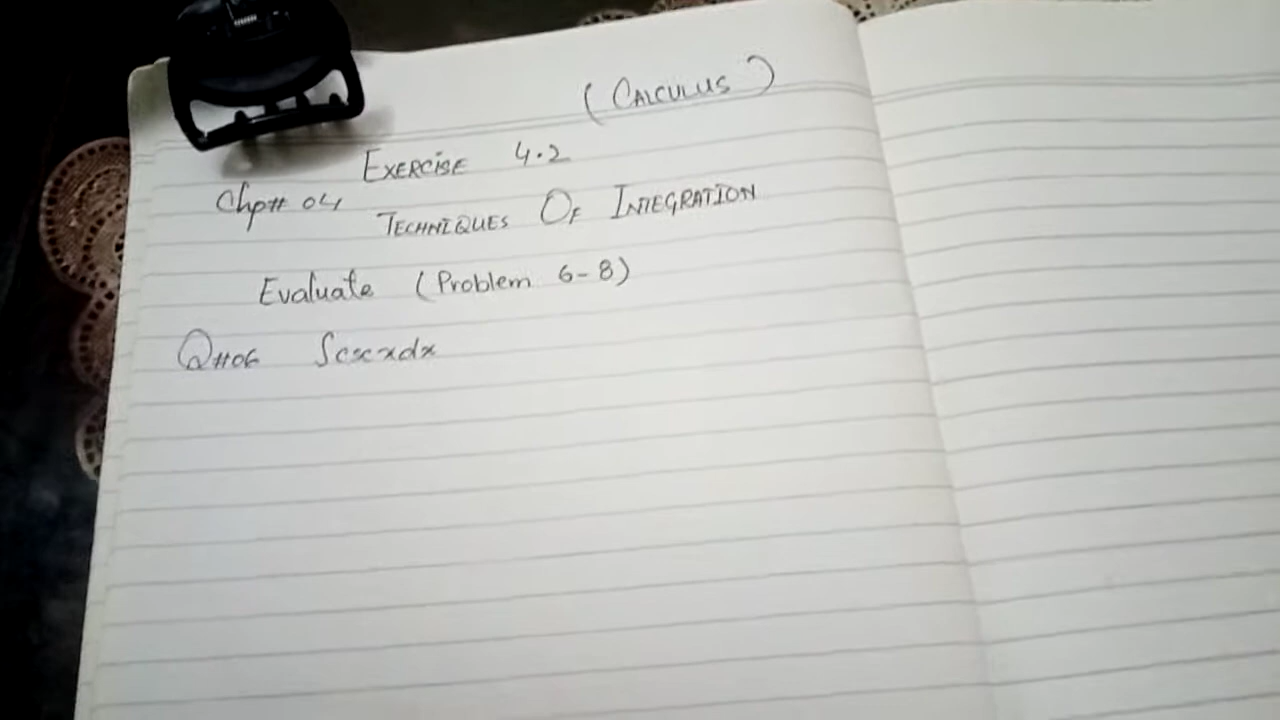 ( CALCULUS )
EXERCISE 4.2
Chp# 04 TECHNIQUES OF INTEGRATION
Evaluate (Problem 6-8)
Q#06 ∫cscxdx